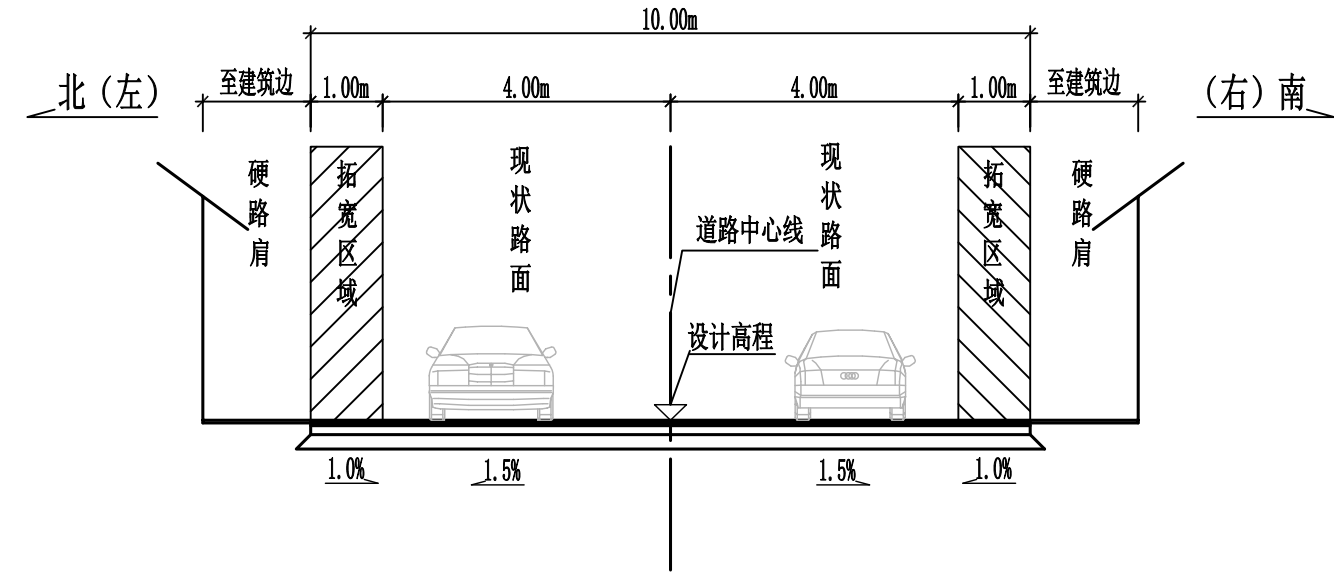 10.00m
北（左）
至建筑边
1.00m
4.00m
4.00m
1.00m
至建筑边
（右）南
硬路肩
拓宽区域
现状路面
现状路面
拓宽区域
硬路肩
道路中心线
设计高程
1.0%
1.5%
1.5%
1.0%